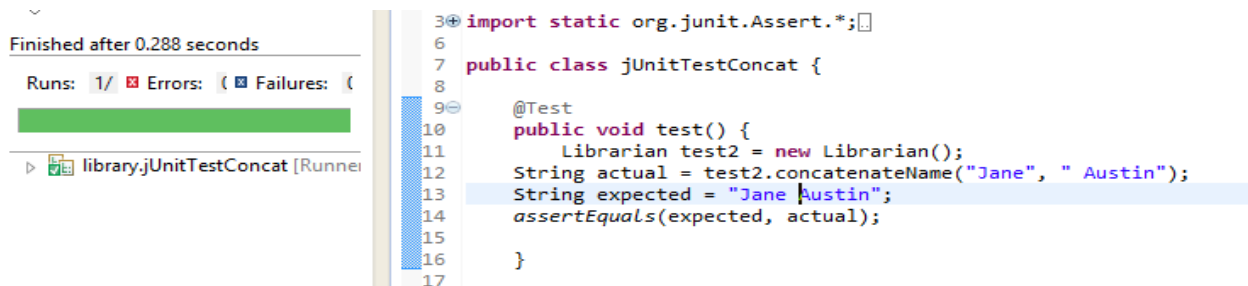 Finished after 0.288 seconds
Runs: 1/ Errors: ( Failures: (
library.jUnitTestConcat [Runner
3 import static org.junit.Assert.*;
6
7 public class jUnitTestConcat {
8
9 @Test
10 public void test() {
11 Librarian test2 = new Librarian();
12 String actual = test2.concatenateName("Jane", " Austin");
13 String expected = "Jane Austin";
14 assertEquals(expected, actual);
15
16 }
17